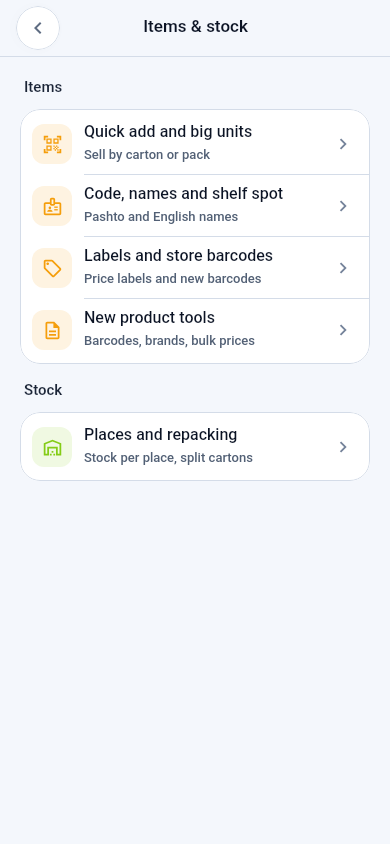 Items & stock
Items
Quick add and big units
Sell by carton or pack
Code, names and shelf spot
Pashto and English names
Labels and store barcodes
Price labels and new barcodes
New product tools
Barcodes, brands, bulk prices
Stock
Places and repacking
Stock per place, split cartons